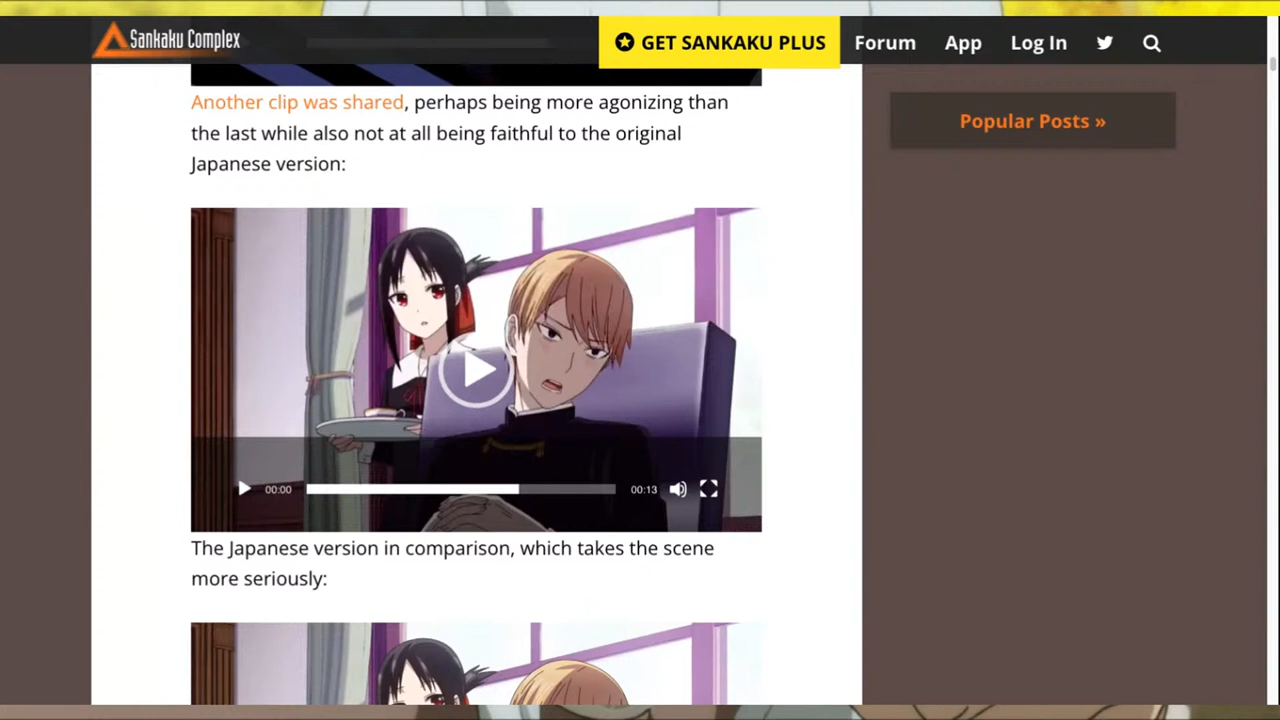 Sankaku Complex
GET SANKAKU PLUS
Forum
App
Log In
Another clip was shared, perhaps being more agonizing than
the last while also not at all being faithful to the original
Japanese version:
Popular Posts »
00:00
00:13
The Japanese version in comparison, which takes the scene
more seriously: